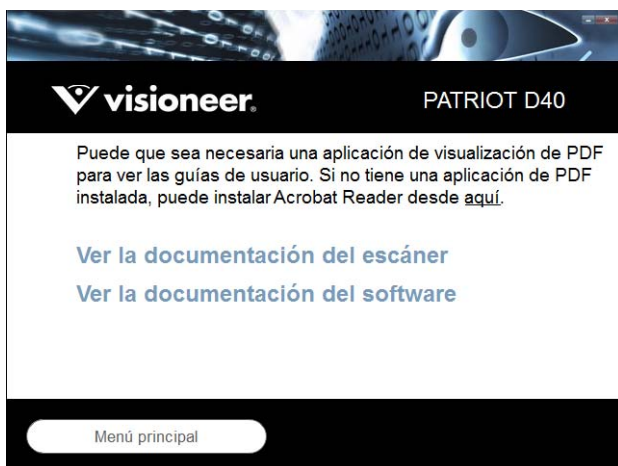 visioneer.
PATRIOT D40
Puede que sea necesaria una aplicación de visualización de PDF
para ver las guías de usuario. Si no tiene una aplicación de PDF
instalada, puede instalar Acrobat Reader desde aquí.
Ver la documentación del escáner
Ver la documentación del software
Menú principal